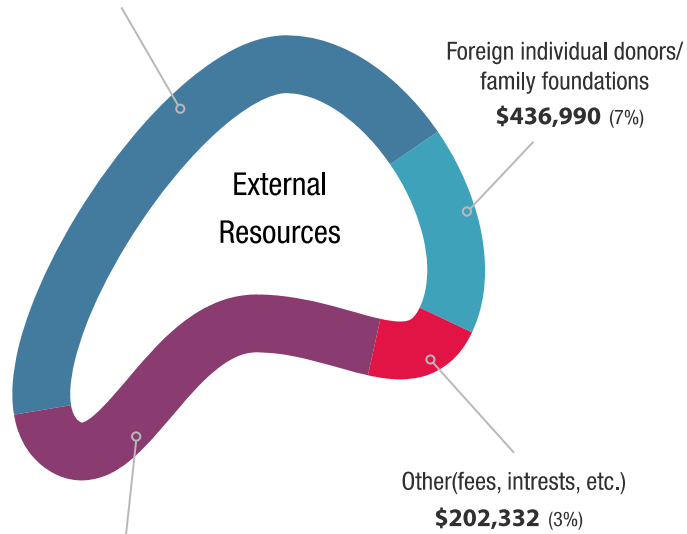 Foreign individual donors/
family foundations
$436,990 (7%)
External
Resources
Other(fees, intrests, etc.)
$202,332 (3%)